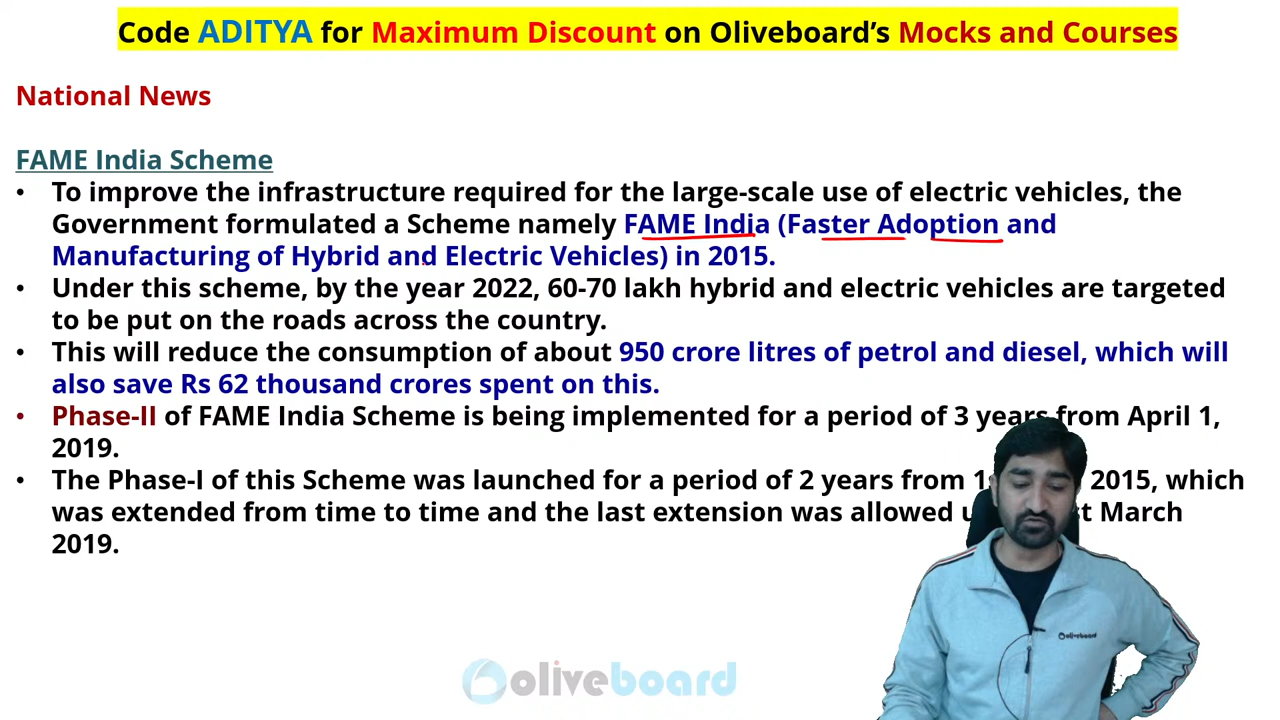 Code ADITYA for Maximum Discount on Oliveboard's Mocks and Courses
National News
FAME India Scheme
• To improve the infrastructure required for the large-scale use of electric vehicles, the
Government formulated a Scheme namely FAME India (Faster Adoption and
Manufacturing of Hybrid and Electric Vehicles) in 2015.
• Under this scheme, by the year 2022, 60-70 lakh hybrid and electric vehicles are targeted
to be put on the roads across the country.
• This will reduce the consumption of about 950 crore litres of petrol and diesel, which will
also save Rs 62 thousand crores spent on this.
• Phase-II of FAME India Scheme is being implemented for a period of 3 years from April 1,
2019.
• The Phase-I of this Scheme was launched for a period of 2 years from 2015, which
was extended from time to time and the last extension was allowed March
2019.
oliveboard
oliveboard